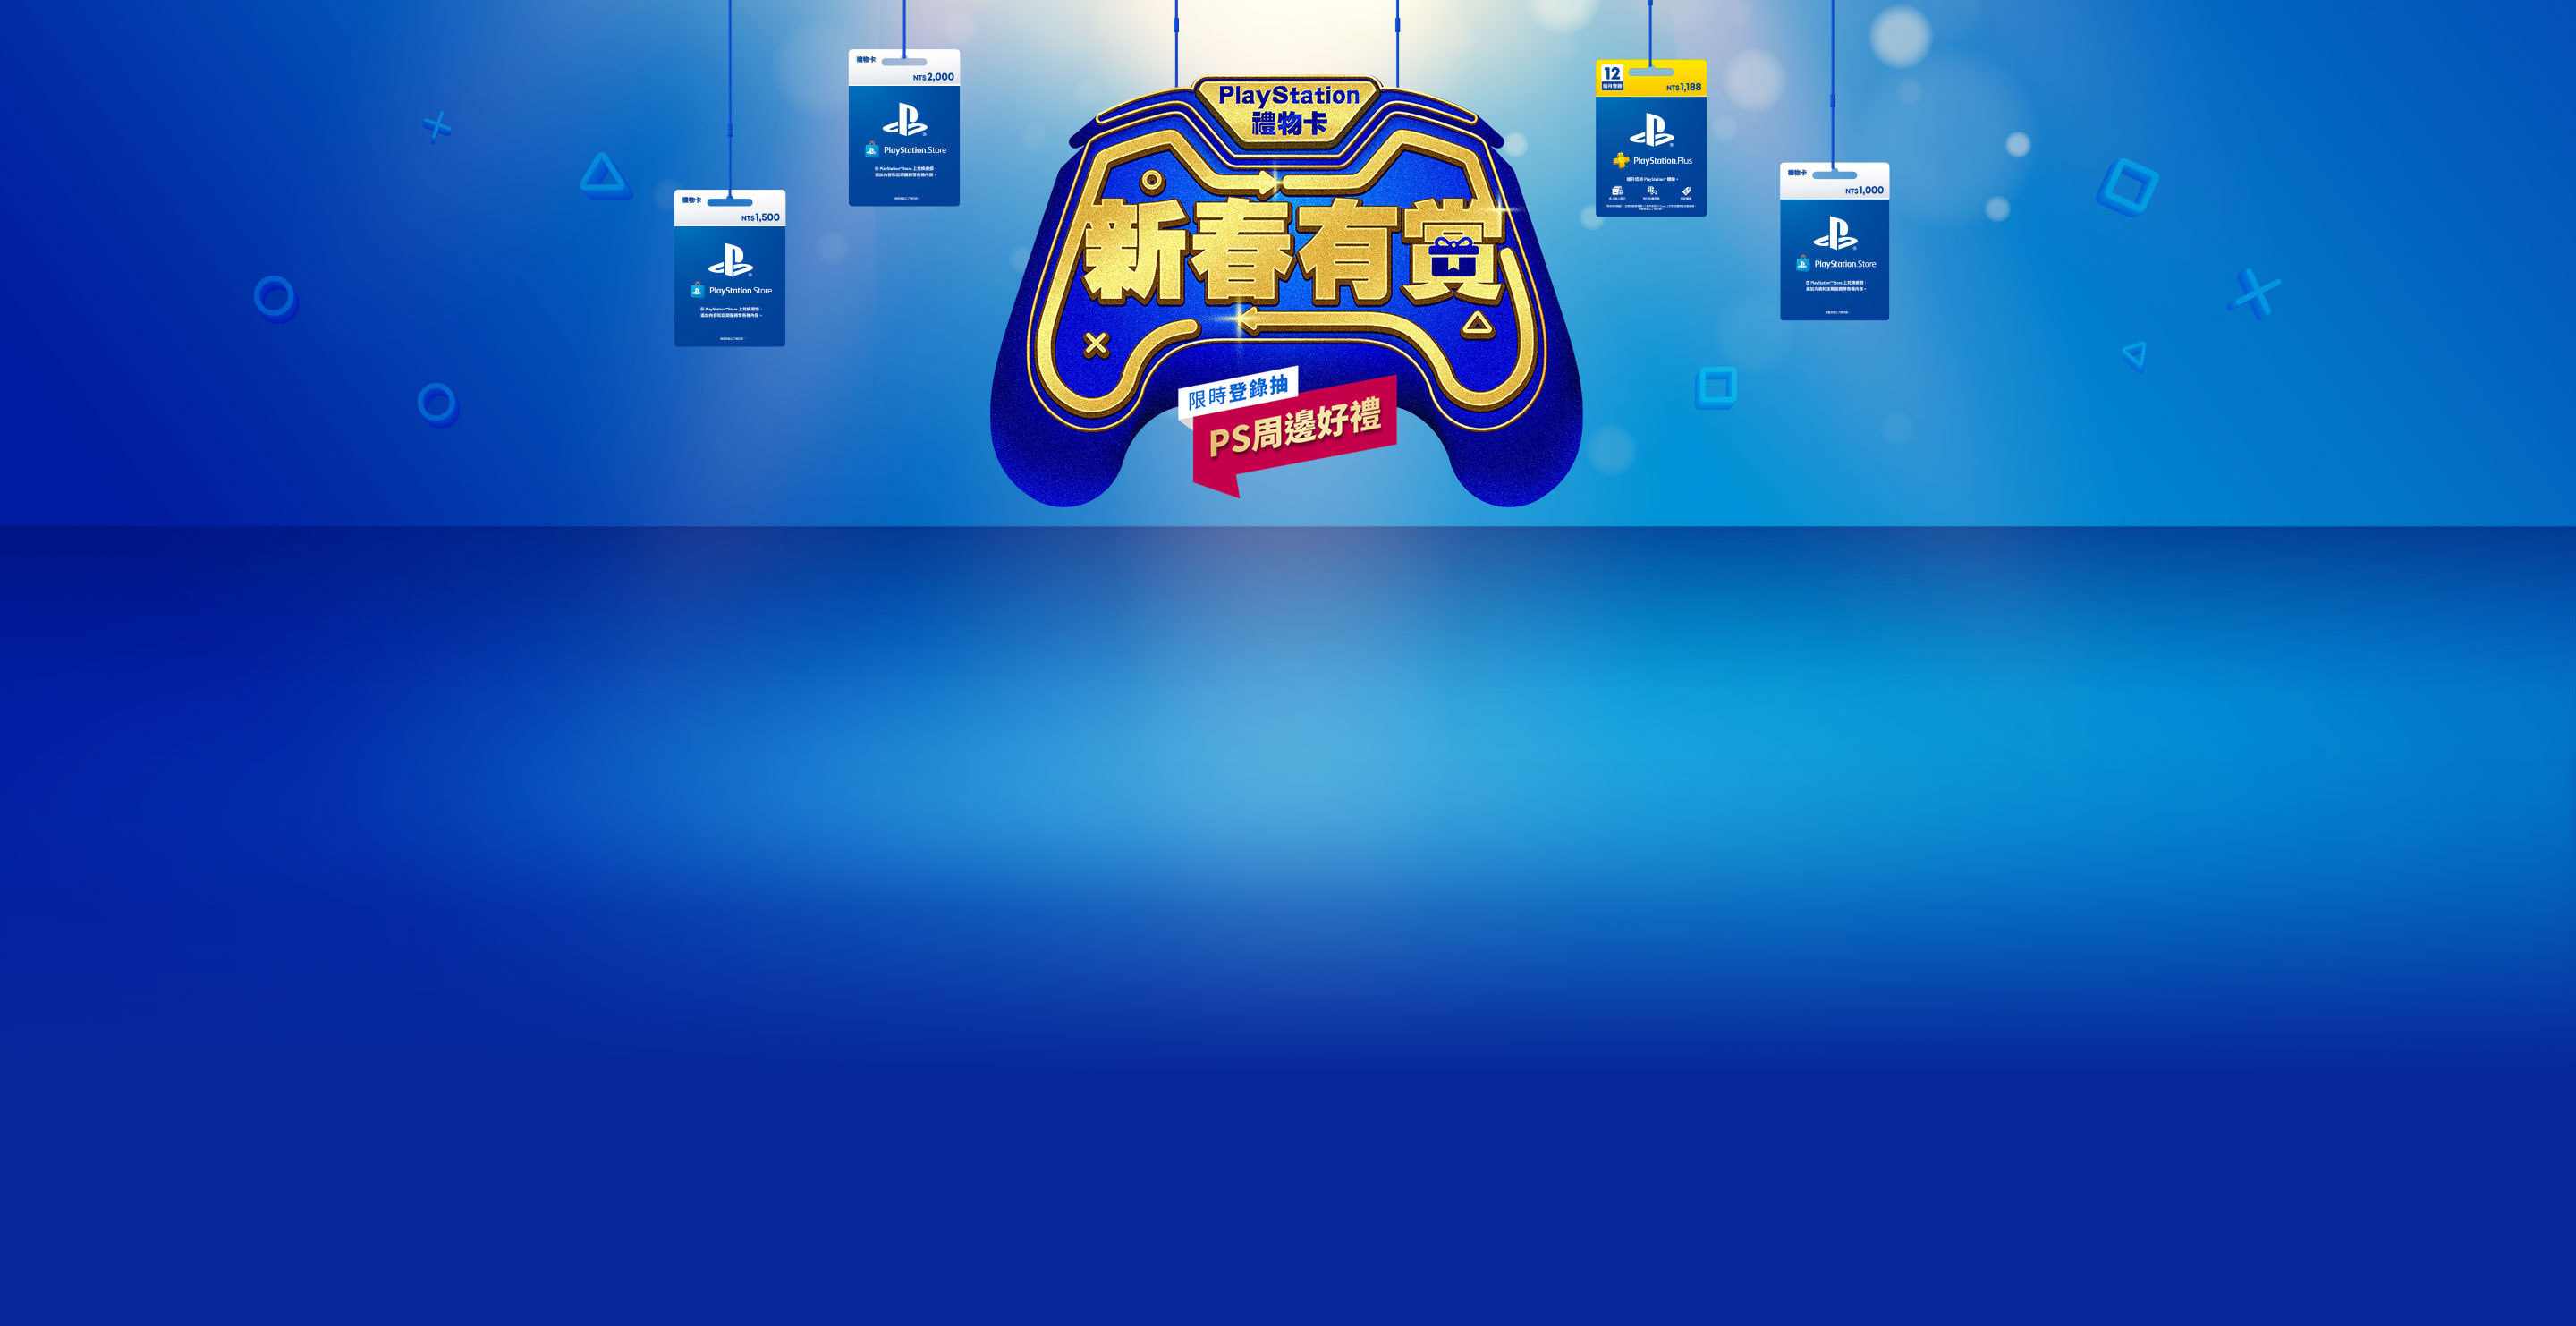 禮物卡
NT$2,000
PlayStation Store
禮物卡
NT$1,500
PlayStation Store
PlayStation
禮物卡
新春有賞
限時登錄抽
PS周邊好禮
12
NT$1,188
PlayStation Plus
禮物卡
NT$1,000
PlayStation Store